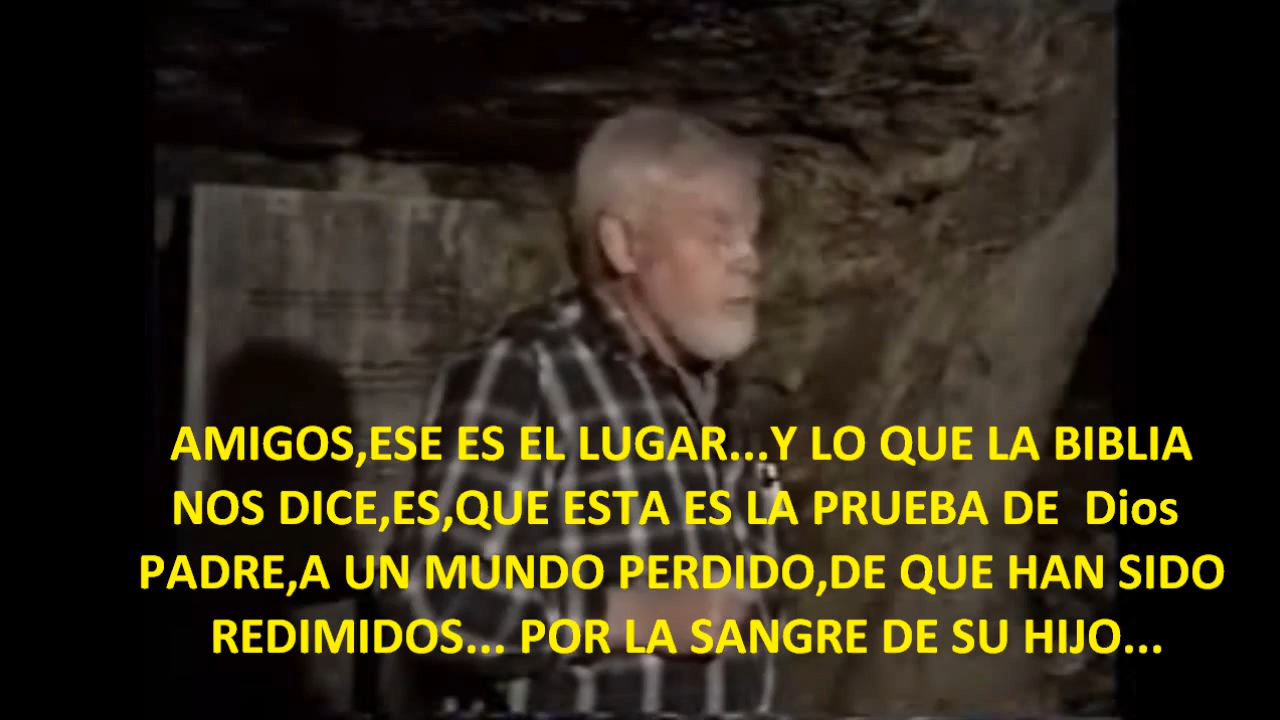 AMIGOS,ESE ES EL LUGAR...Y LO QUE LA BIBLIA
NOS DICE,ES,QUE ESTA ES LA PRUEBA DE  Dios
PADRE,A UN MUNDO PERDIDO,DE QUE HAN SIDO
REDIMIDOS... POR LA SANGRE DE SU HIJO...